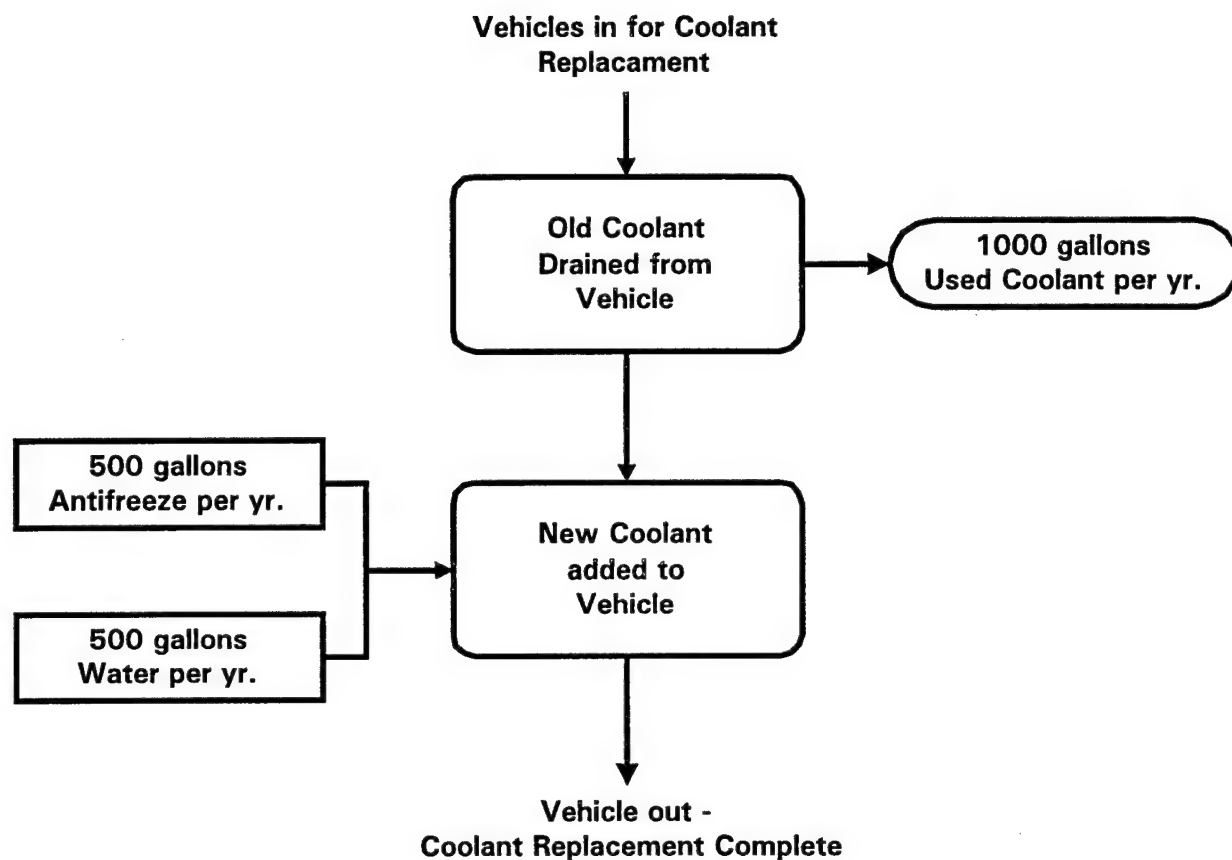 Vehicles in for Coolant
Replacament
Old Coolant
Drained from
Vehicle
1000 gallons
Used Coolant per yr.
500 gallons
Antifreeze per yr.
New Coolant
added to
Vehicle
500 gallons
Water per yr.
Vehicle out -
Coolant Replacement Complete